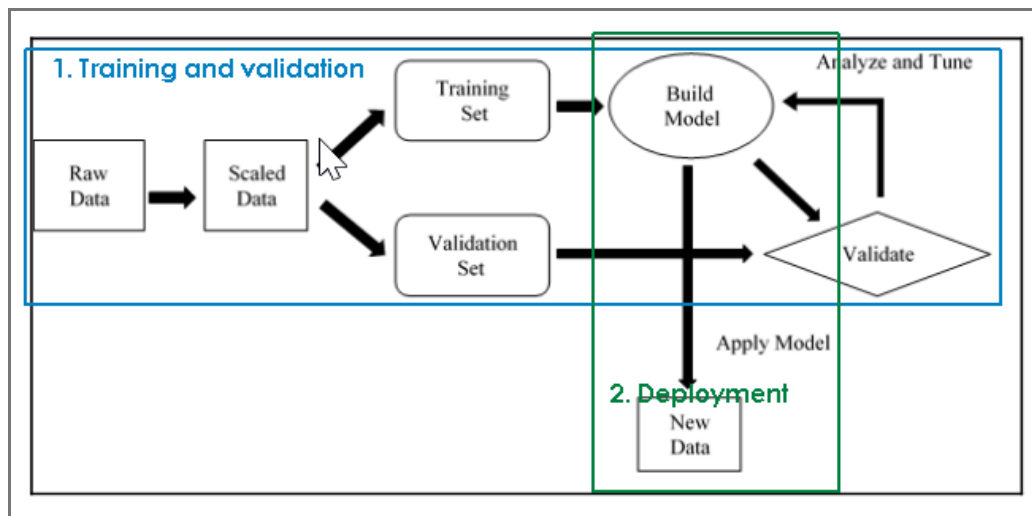 1. Training and validation
Analyze and Tune
Training
Set
Build
Model
Raw
Data
Scaled
Data
Validation
Set
Validate
Apply Model
2. Deployment
New
Data